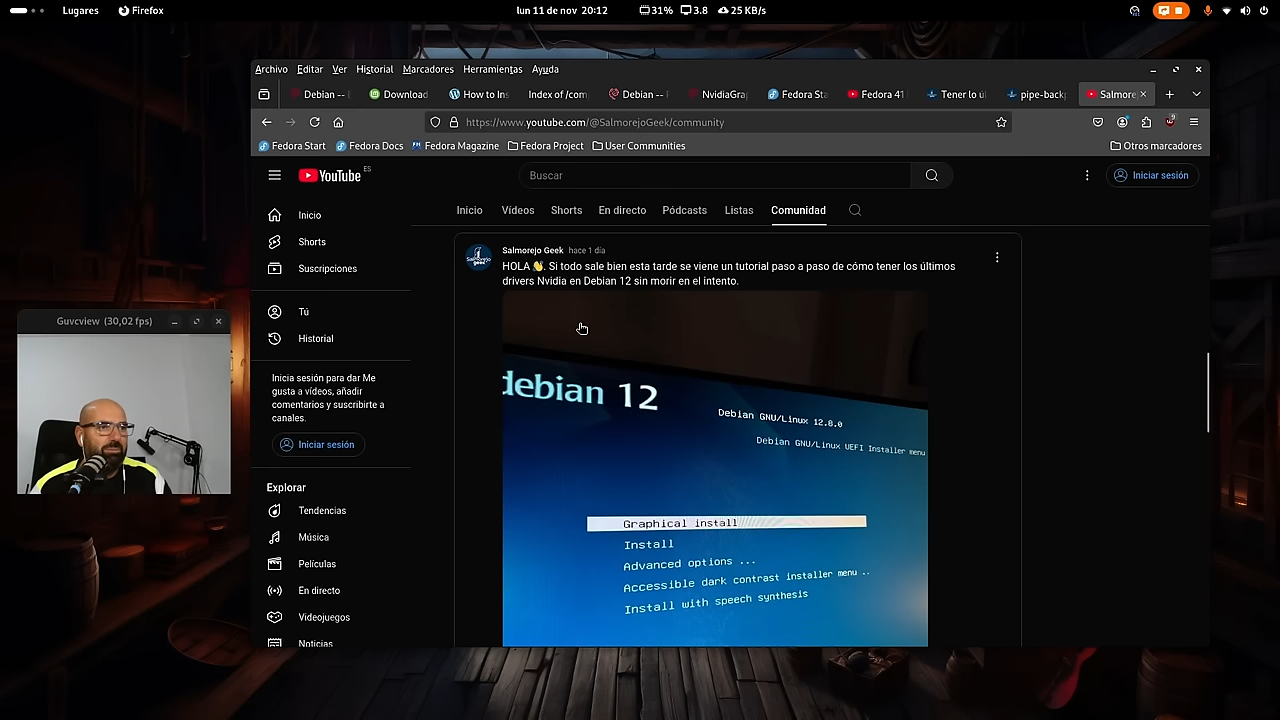 Lugares
Firefox
lun 11 de nov 20:12
31%
3.8
25 KB/s
Archivo Editar Ver Historial Marcadores Herramientas Ayuda
Debian --
Download
How to Ins
Index of /com
Debian --
NvidiaGra
Fedora Sta
Fedora 41
Tener lo ú
pipe-back
Salmore
https://www.youtube.com/@SalmorejoGeek/community
9
Fedora Start
Fedora Docs
Fedora Magazine
Fedora Project
User Communities
Otros marcadores
YouTube ES
Buscar
Iniciar sesión
Inicio Vídeos Shorts En directo Pódcasts Listas Comunidad
Inicio
Shorts
Suscripciones
Tú
Historial
Inicia sesión para dar Me
gusta a vídeos, añadir
comentarios y suscribirte a
canales.
Iniciar sesión
Explorar
Tendencias
Música
Películas
En directo
Videojuegos
Noticias
Salmorejo Geek hace 1 día
HOLA 👋. Si todo sale bien esta tarde se viene un tutorial paso a paso de cómo tener los últimos
drivers Nvidia en Debian 12 sin morir en el intento.
debian 12
Debian GNU/Linux 12.8.0
Debian GNU/Linux UEFI Installer menu
Graphical install
Install
Advanced options ...
Accessible dark contrast installer menu ..
Install with speech synthesis
Guvcview (30,02 fps)